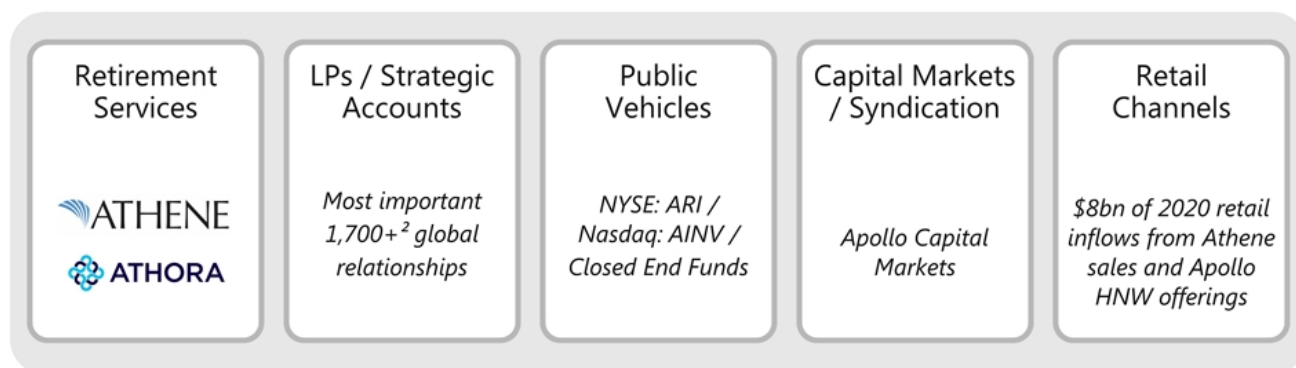 Retirement
Services
ATHENE
ATHORA
LPs / Strategic
Accounts
Most important
1,700+² global
relationships
Public
Vehicles
NYSE: ARI /
Nasdaq: AINV /
Closed End Funds
Capital Markets
/ Syndication
Apollo Capital
Markets
Retail
Channels
$8bn of 2020 retail
inflows from Athene
sales and Apollo
HNW offerings